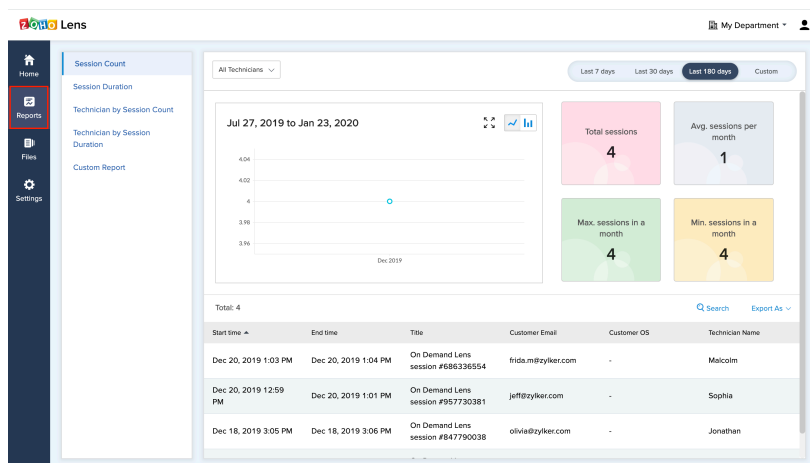 ZOHO Lens
My Department
Home
Reports
Files
Settings
Session Count
Session Duration
Technician by Session Count
Technician by Session
Duration
Custom Report
All Technicians
Last 7 days Last 30 days Last 180 days Custom
Jul 27, 2019 to Jan 23, 2020
4.04
4.02
4
3.98
3.96
Dec 2019
Total sessions
4
Avg. sessions per
month
1
Max. sessions in a
month
4
Min. sessions in a
month
4
Total: 4
Search Export As
Start time End time Title Customer Email Customer OS Technician Name
Dec 20, 2019 1:03 PM Dec 20, 2019 1:04 PM On Demand Lens
session #686336554 frida.m@zylker.com - Malcolm
Dec 20, 2019 12:59
PM Dec 20, 2019 1:01 PM On Demand Lens
session #957730381 jeff@zylker.com - Sophia
Dec 18, 2019 3:05 PM Dec 18, 2019 3:06 PM On Demand Lens
session #847790038 olivia@zylker.com - Jonathan